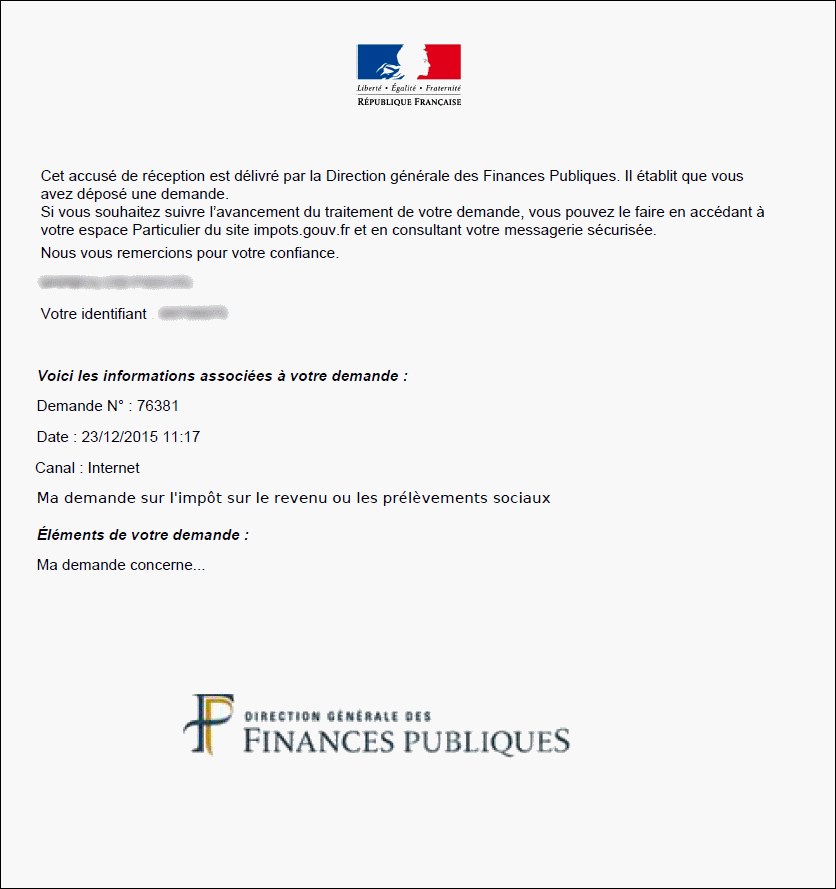 Liberté • Égalité • Fraternité
RÉPUBLIQUE FRANÇAISE
Cet accusé de réception est délivré par la Direction générale des Finances Publiques. Il établit que vous
avez déposé une demande.
Si vous souhaitez suivre l'avancement du traitement de votre demande, vous pouvez le faire en accédant à
votre espace Particulier du site impots.gouv.fr et en consultant votre messagerie sécurisée.
Nous vous remercions pour votre confiance.
Votre identifiant
Voici les informations associées à votre demande :
Demande N° : 76381
Date : 23/12/2015 11:17
Canal : Internet
Ma demande sur l'impôt sur le revenu ou les prélèvements sociaux
Éléments de votre demande :
Ma demande concerne...
DIRECTION GÉNÉRALE DES
FINANCES PUBLIQUES